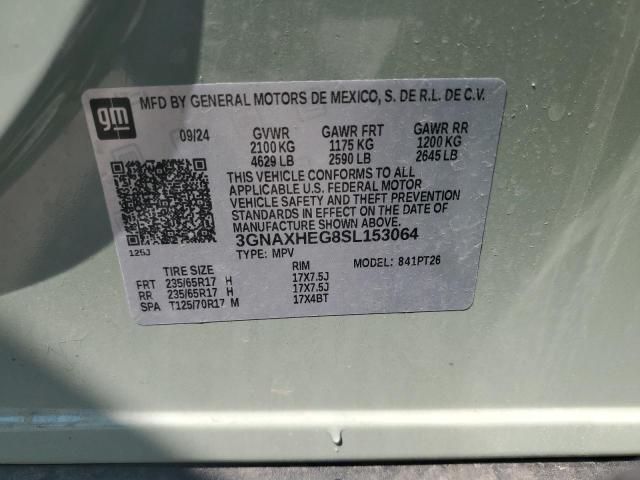 gm
MFD BY GENERAL MOTORS DE MEXICO, S. DE R.L. DE C.V.
09/24 GVWR GAWR FRT GAWR RR
2100 KG 1175 KG 1200 KG
4629 LB 2590 LB 2645 LB
THIS VEHICLE CONFORMS TO ALL
APPLICABLE U.S. FEDERAL MOTOR
VEHICLE SAFETY AND THEFT PREVENTION
STANDARDS IN EFFECT ON THE DATE OF
MANUFACTURE SHOWN ABOVE.
125J 3GNAXHEG8SL153064
TYPE: MPV MODEL: 841PT26
TIRE SIZE RIM
FRT 235/65R17 H 17X7.5J
RR 235/65R17 H 17X7.5J
SPA T125/70R17 M 17X4BT